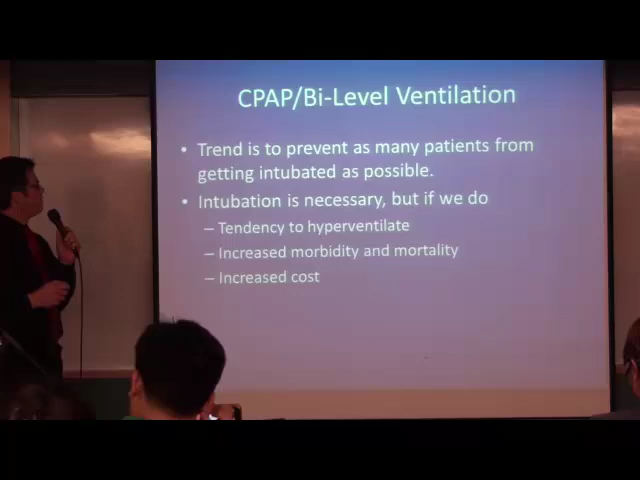 CPAP/Bi-Level Ventilation
• Trend is to prevent as many patients from
getting intubated as possible.
• Intubation is necessary, but if we do
– Tendency to hyperventilate
– Increased morbidity and mortality
– Increased cost